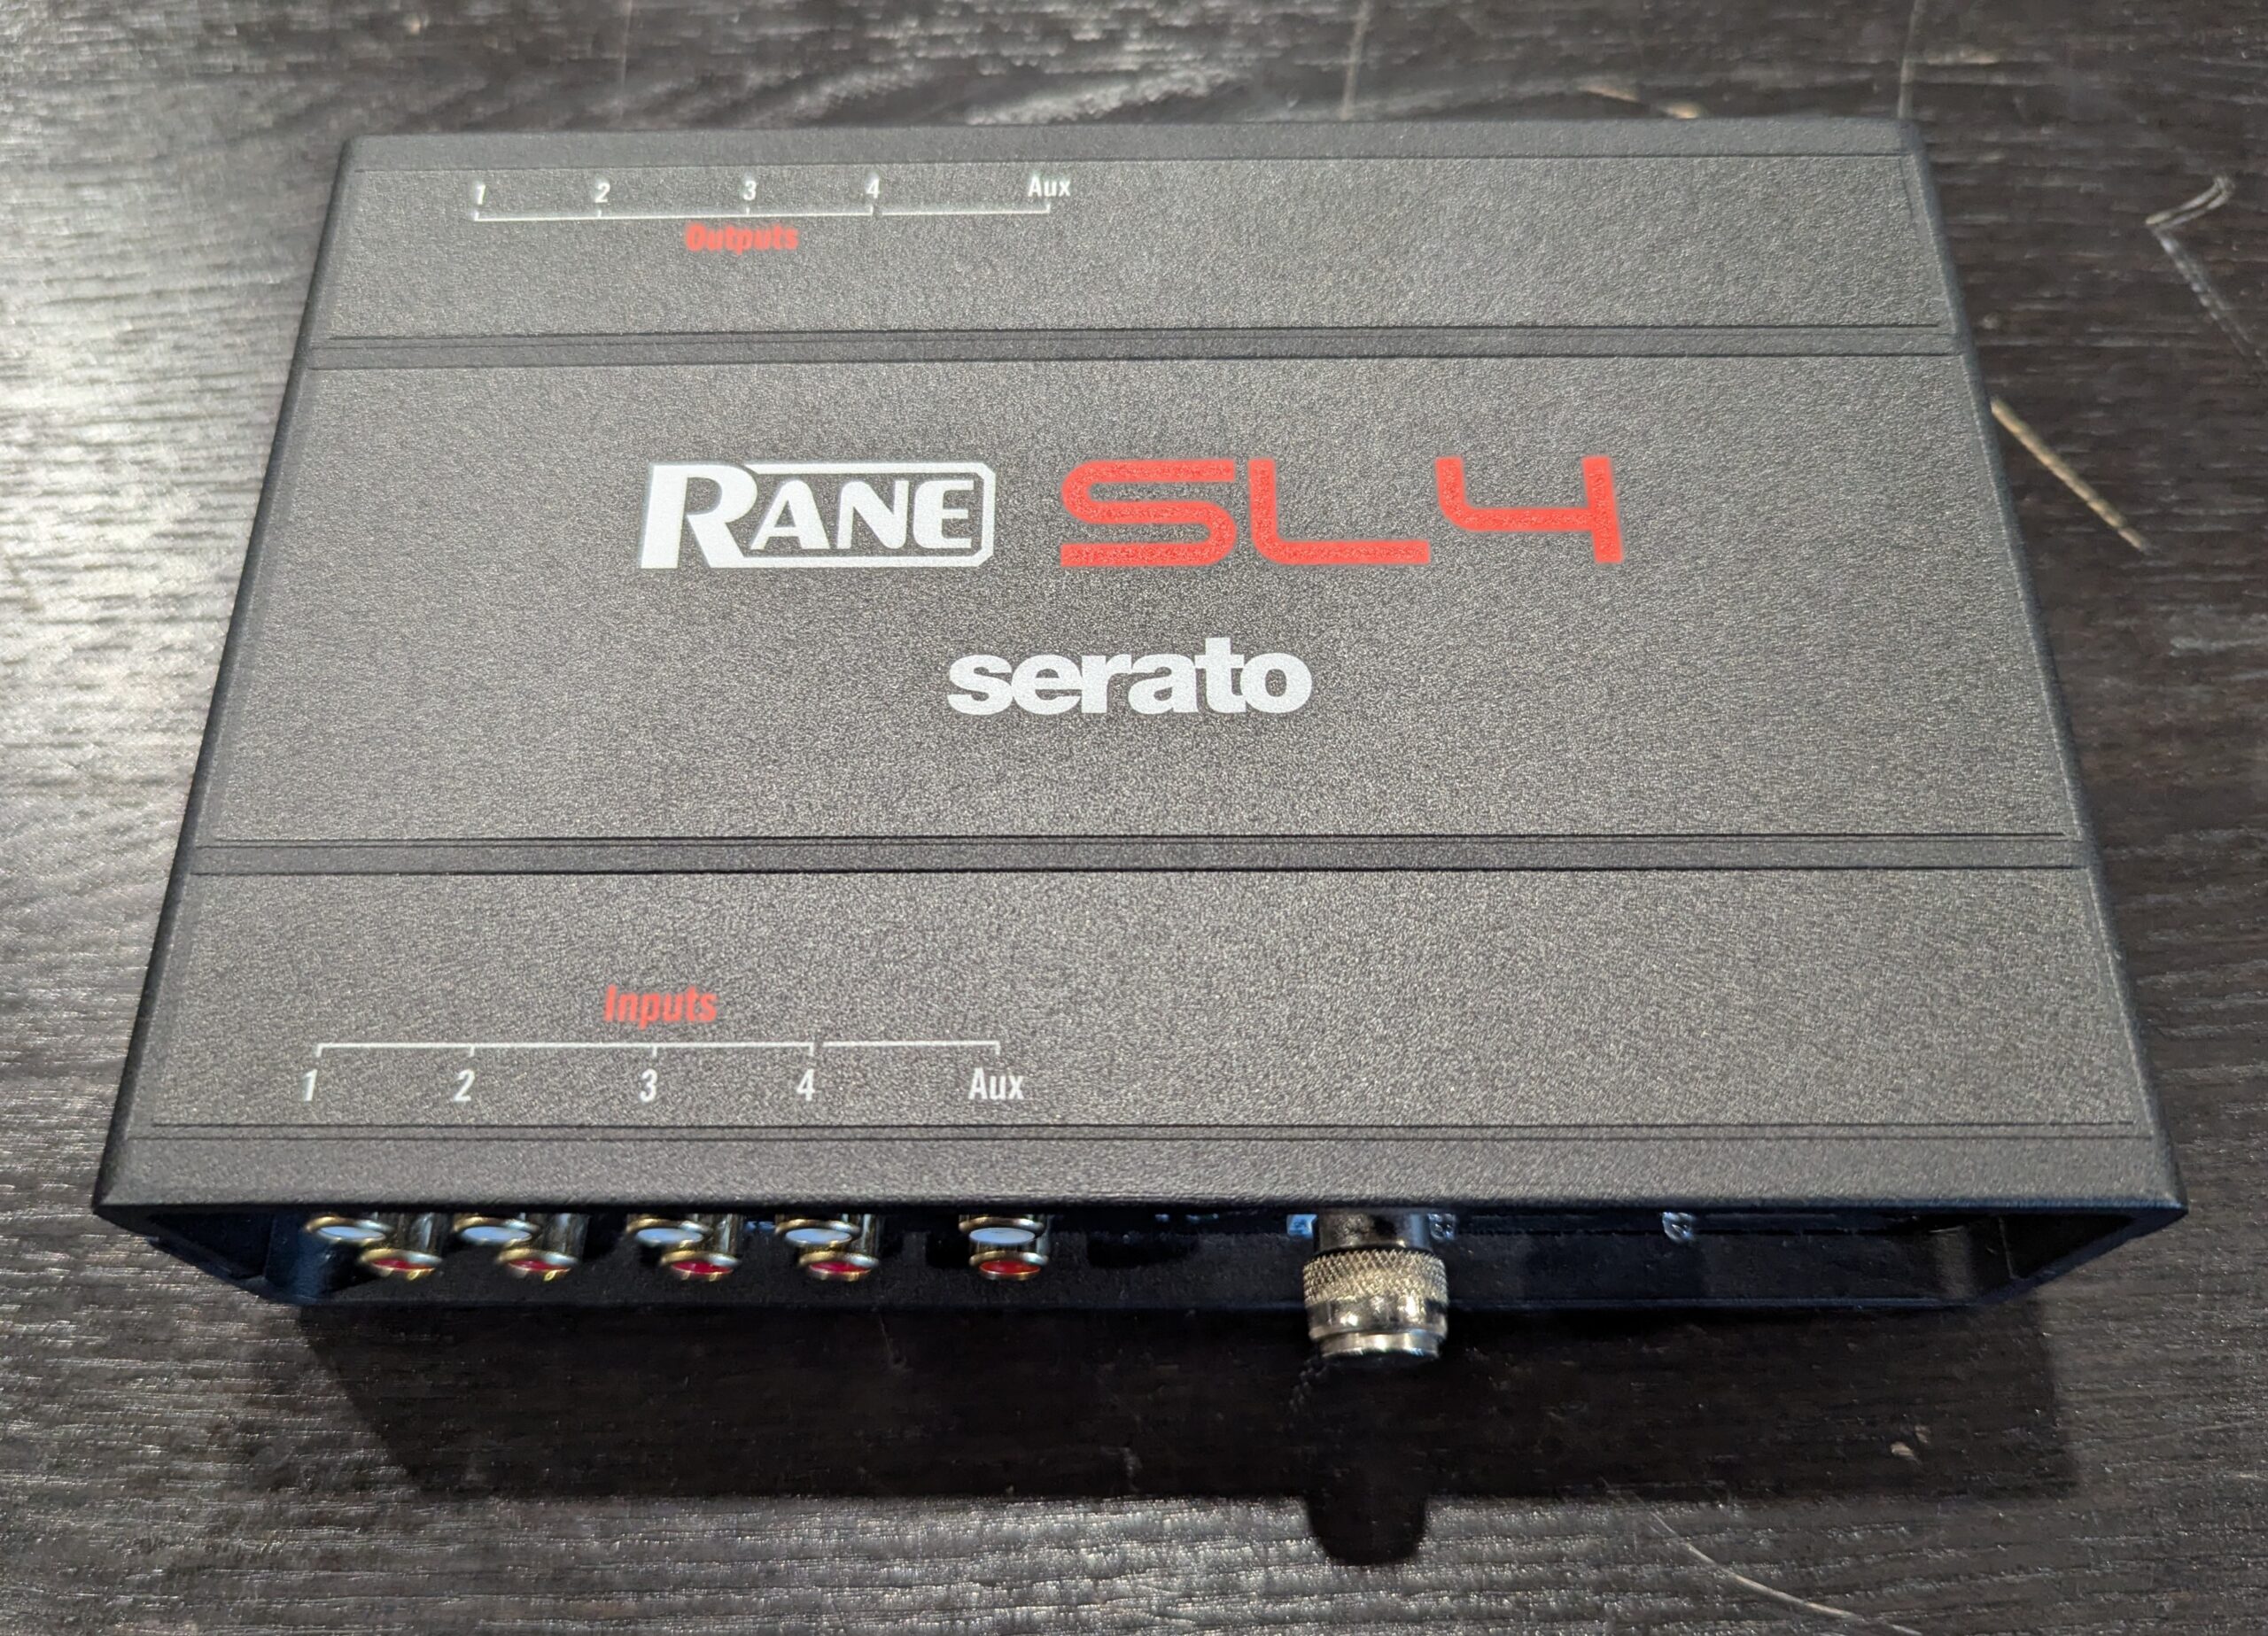 1 2 3 4 Aux
Outputs
RANE SL4
serato
Inputs
1 2 3 4 Aux